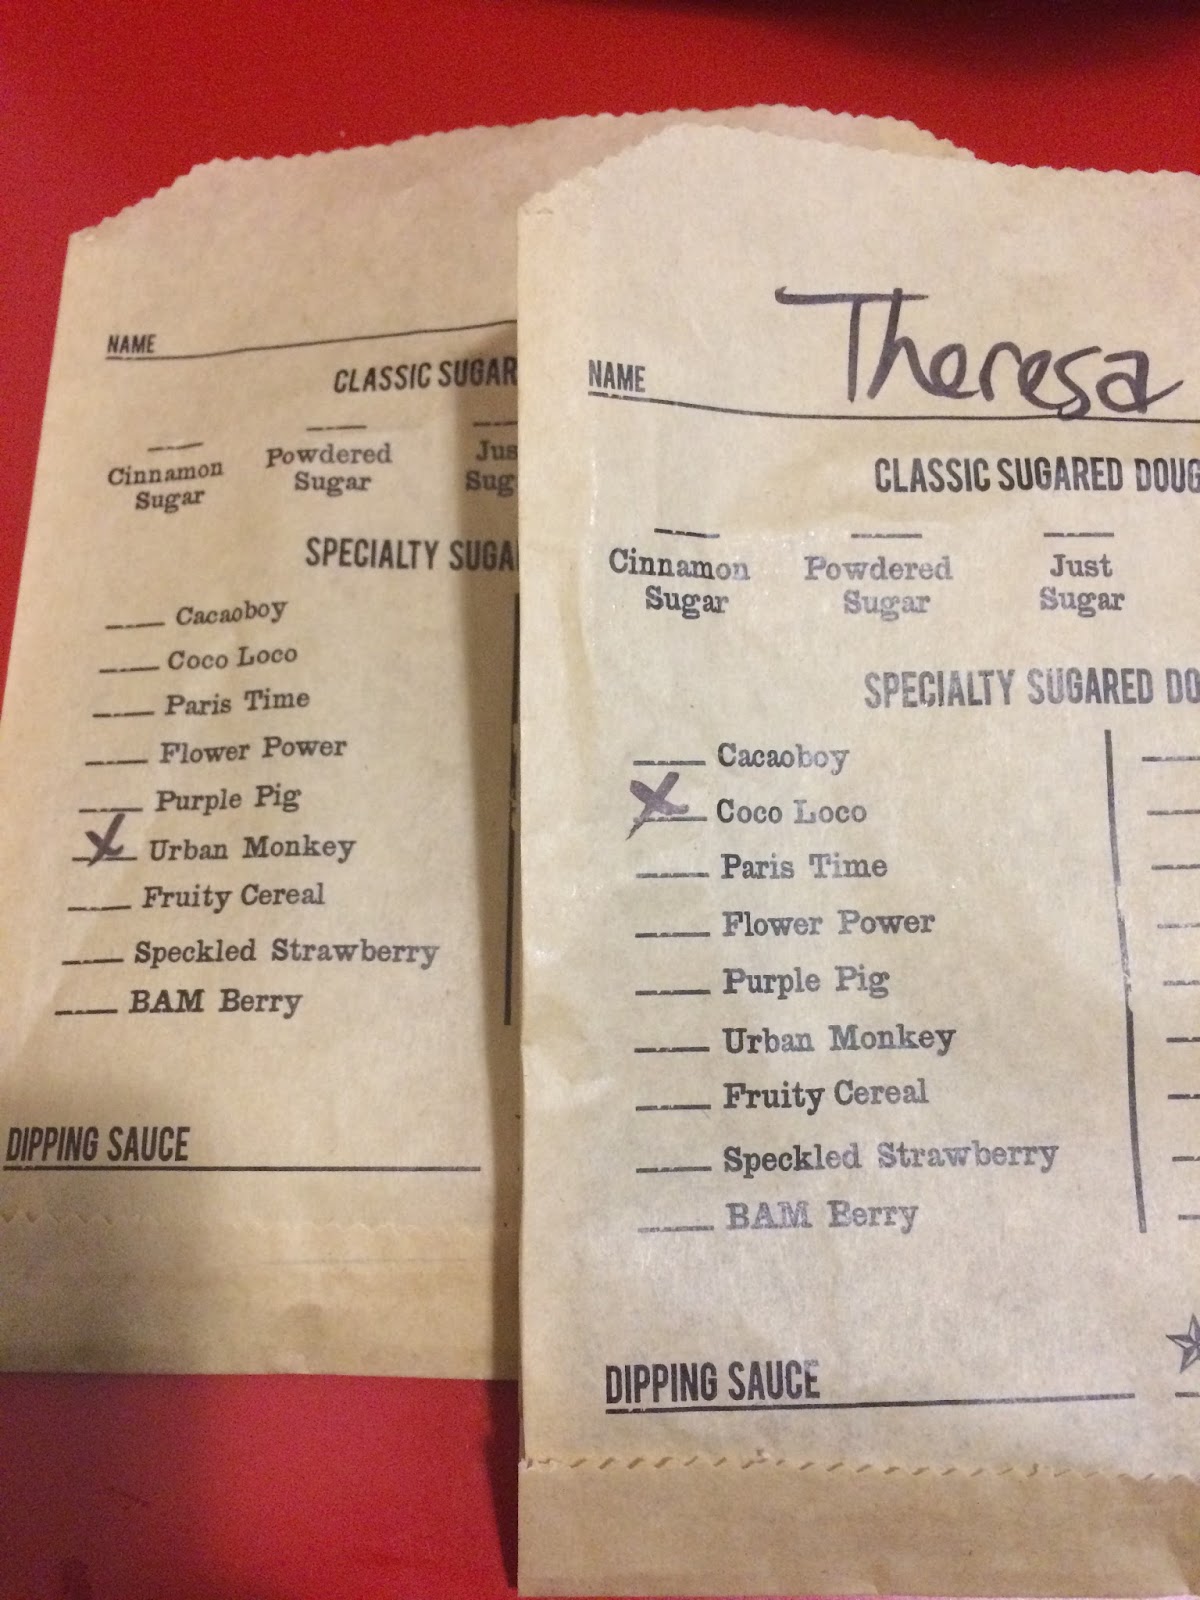 NAME
CLASSIC SUGAR
Cinnamon Sugar
Powdered Sugar
Jus Sug
SPECIALTY SUGA
Cacaoboy
Coco Loco
Paris Time
Flower Power
Purple Pig
X Urban Monkey
Fruity Cereal
Speckled Strawberry
BAM Berry
DIPPING SAUCE
NAME Theresa
CLASSIC SUGARED DOUG
Cinnamon Sugar
Powdered Sugar
Just Sugar
SPECIALTY SUGARED DO
Cacaoboy
X Coco Loco
Paris Time
Flower Power
Purple Pig
Urban Monkey
Fruity Cereal
Speckled Strawberry
BAM Berry
DIPPING SAUCE